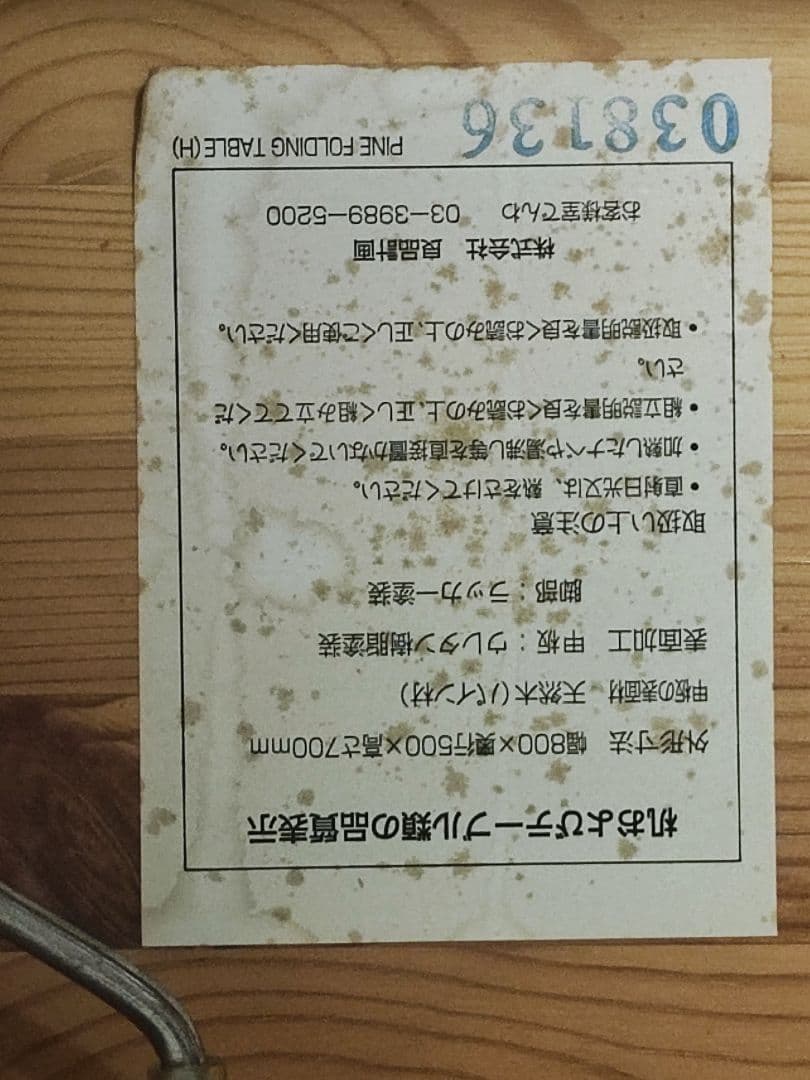 机およびテーブル類の品質表示
外形寸法 幅800×奥行500×高さ700mm
甲板の表面材 天然木(パイン材)
表面加工 甲板：ウレタン樹脂塗装
脚部：ラッカー塗装
取扱い上の注意
• 直射日光又は、熱をさけてください。
• 加熱したナベや湯沸し等を直接置かないでください。
• 組立説明書を良くお読みの上、正しく組み立ててくだ
さい。
• 取扱説明書を良くお読みの上、正しくご使用ください。
株式会社 良品計画
お客様室でんわ 03-3989-5200
PINE FOLDING TABLE (H)
038136